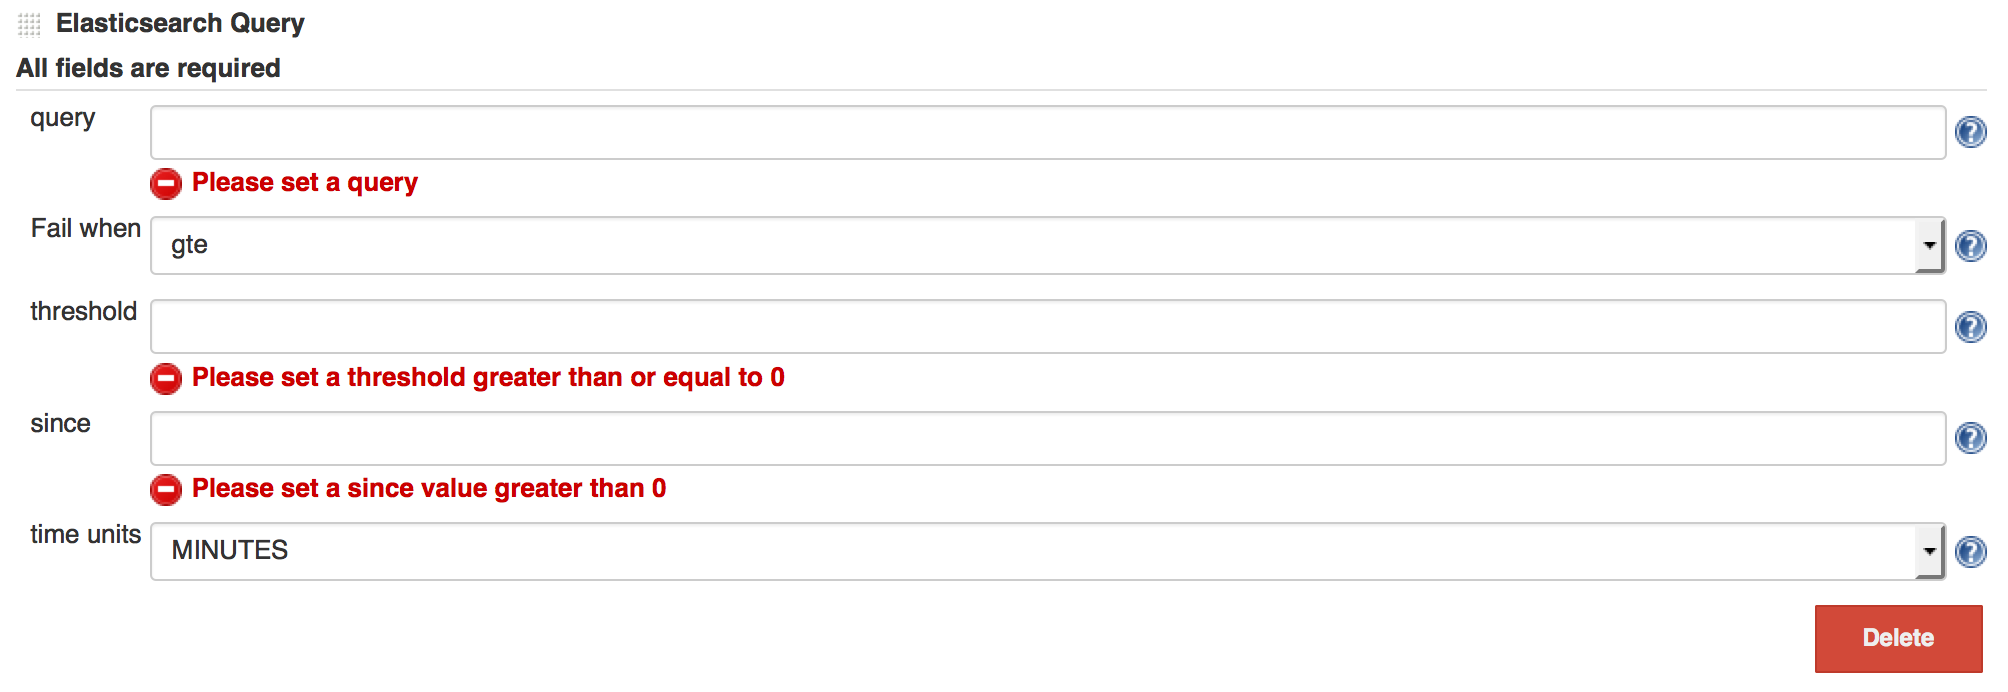 Elasticsearch Query
All fields are required
query
Please set a query
Fail when
gte
threshold
Please set a threshold greater than or equal to 0
since
Please set a since value greater than 0
time units
MINUTES
Delete